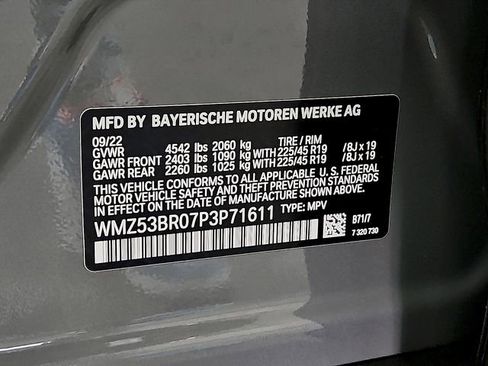 MFD BY BAYERISCHE MOTOREN WERKE AG
09/22 TIRE / RIM
GVWR 4542 lbs 2060 kg
GAWR FRONT 2403 lbs 1090 kg WITH 225/45 R19 / 8J x 19
GAWR REAR 2260 lbs 1025 kg WITH 225/45 R19 / 8J x 19
THIS VEHICLE CONFORMS TO ALL APPLICABLE FEDERAL
MOTOR VEHICLE SAFETY STANDARDS IN EFFECT
ON THE DATE OF MANUFACTURE SHOWN ABOVE.
WMZ53BR07P3P71611 TYPE: MPV
B71/7
7 320 730